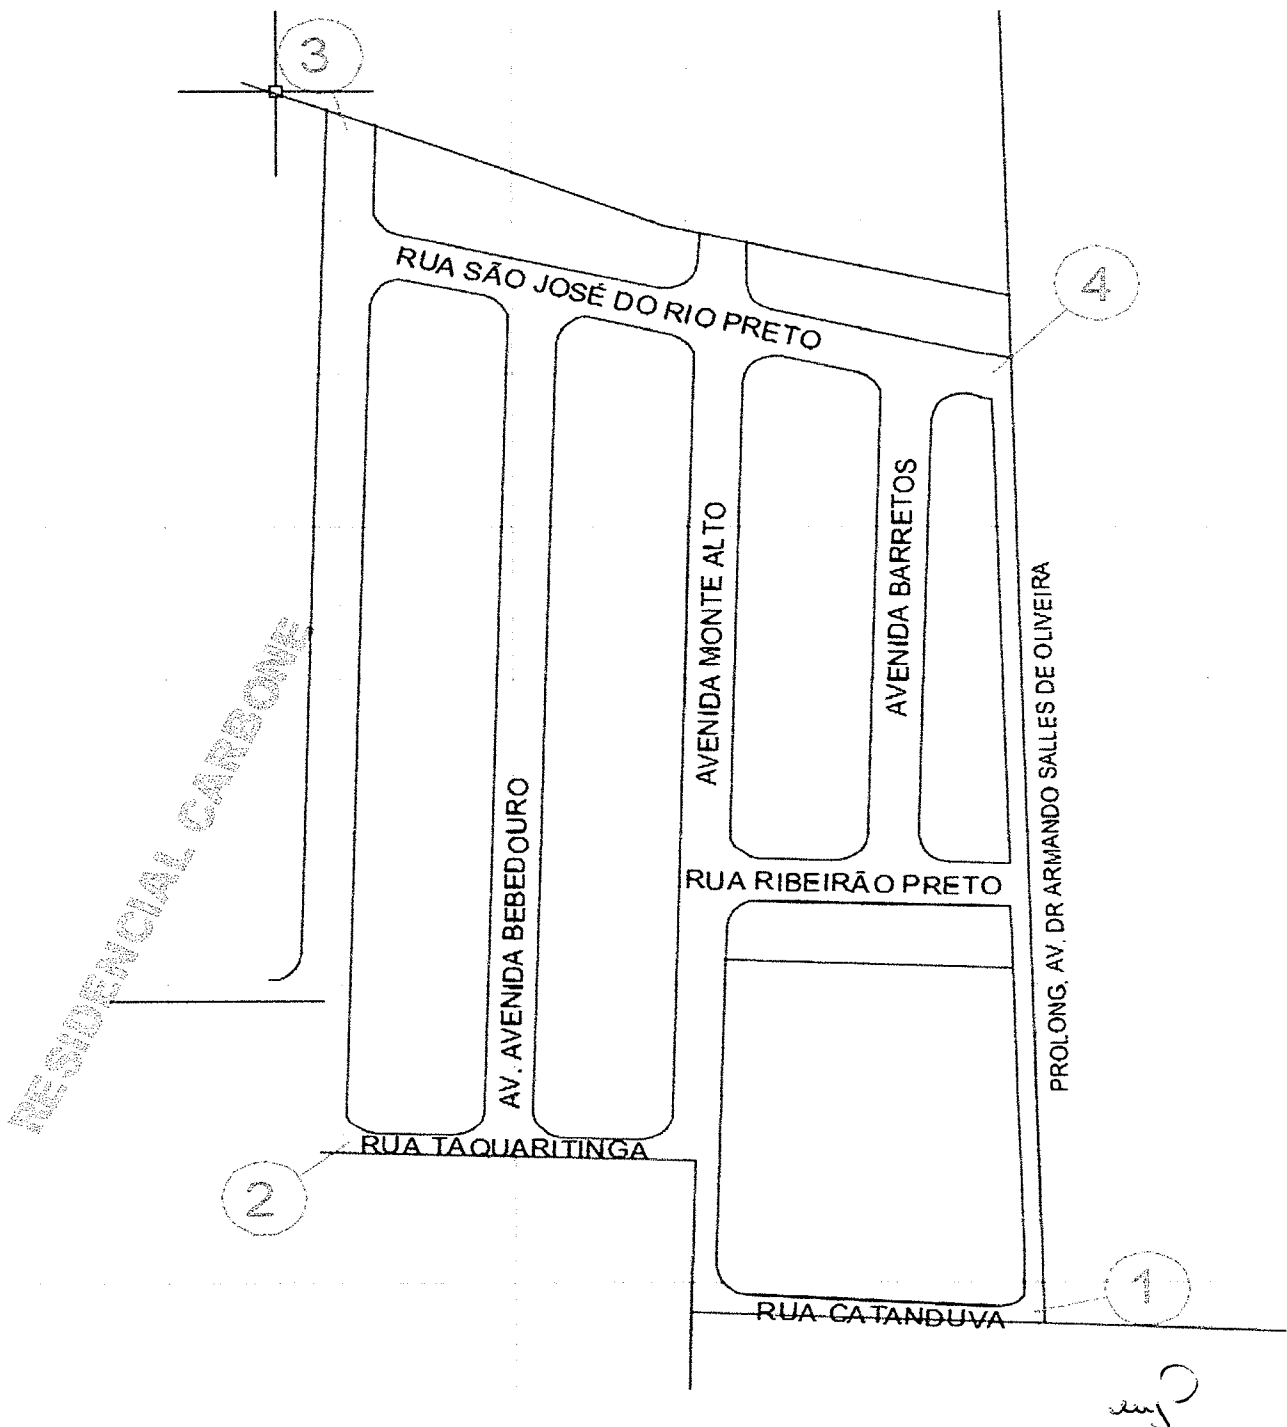 3
RUA SÃO JOSÉ DO RIO PRETO
4
AVENIDA MONTE ALTO
AVENIDA BARRETOS
PROLONG, AV. DR ARMANDO SALLES DE OLIVEIRA
RESIDENCIAL CARBONE
AV. AVENIDA BEBEDOURO
RUA RIBEIRÃO PRETO
RUA TAQUARITINGA
2
1
RUA CATANDUVA